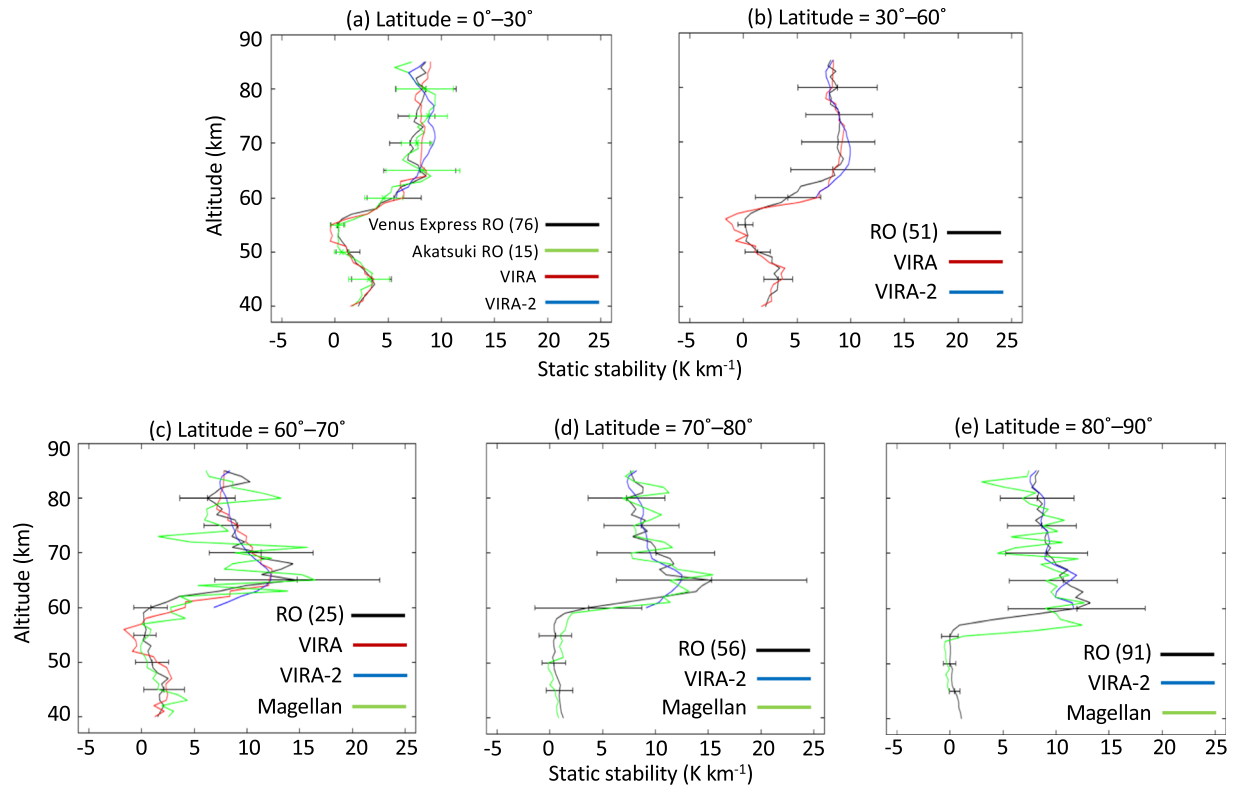 (a) Latitude = 0˚–30˚
(b) Latitude = 30˚–60˚
90
80
70
60
50
40
Altitude (km)
Venus Express RO (76)
Akatsuki RO (15)
VIRA
VIRA-2
RO (51)
VIRA
VIRA-2
-5 0 5 10 15 20 25
-5 0 5 10 15 20 25
Static stability (K km⁻¹)
(c) Latitude = 60˚–70˚
(d) Latitude = 70˚–80˚
(e) Latitude = 80˚–90˚
90
80
70
60
50
40
Altitude (km)
RO (25)
VIRA
VIRA-2
Magellan
RO (56)
VIRA-2
Magellan
RO (91)
VIRA-2
Magellan
-5 0 5 10 15 20 25
-5 0 5 10 15 20 25
-5 0 5 10 15 20 25
Static stability (K km⁻¹)